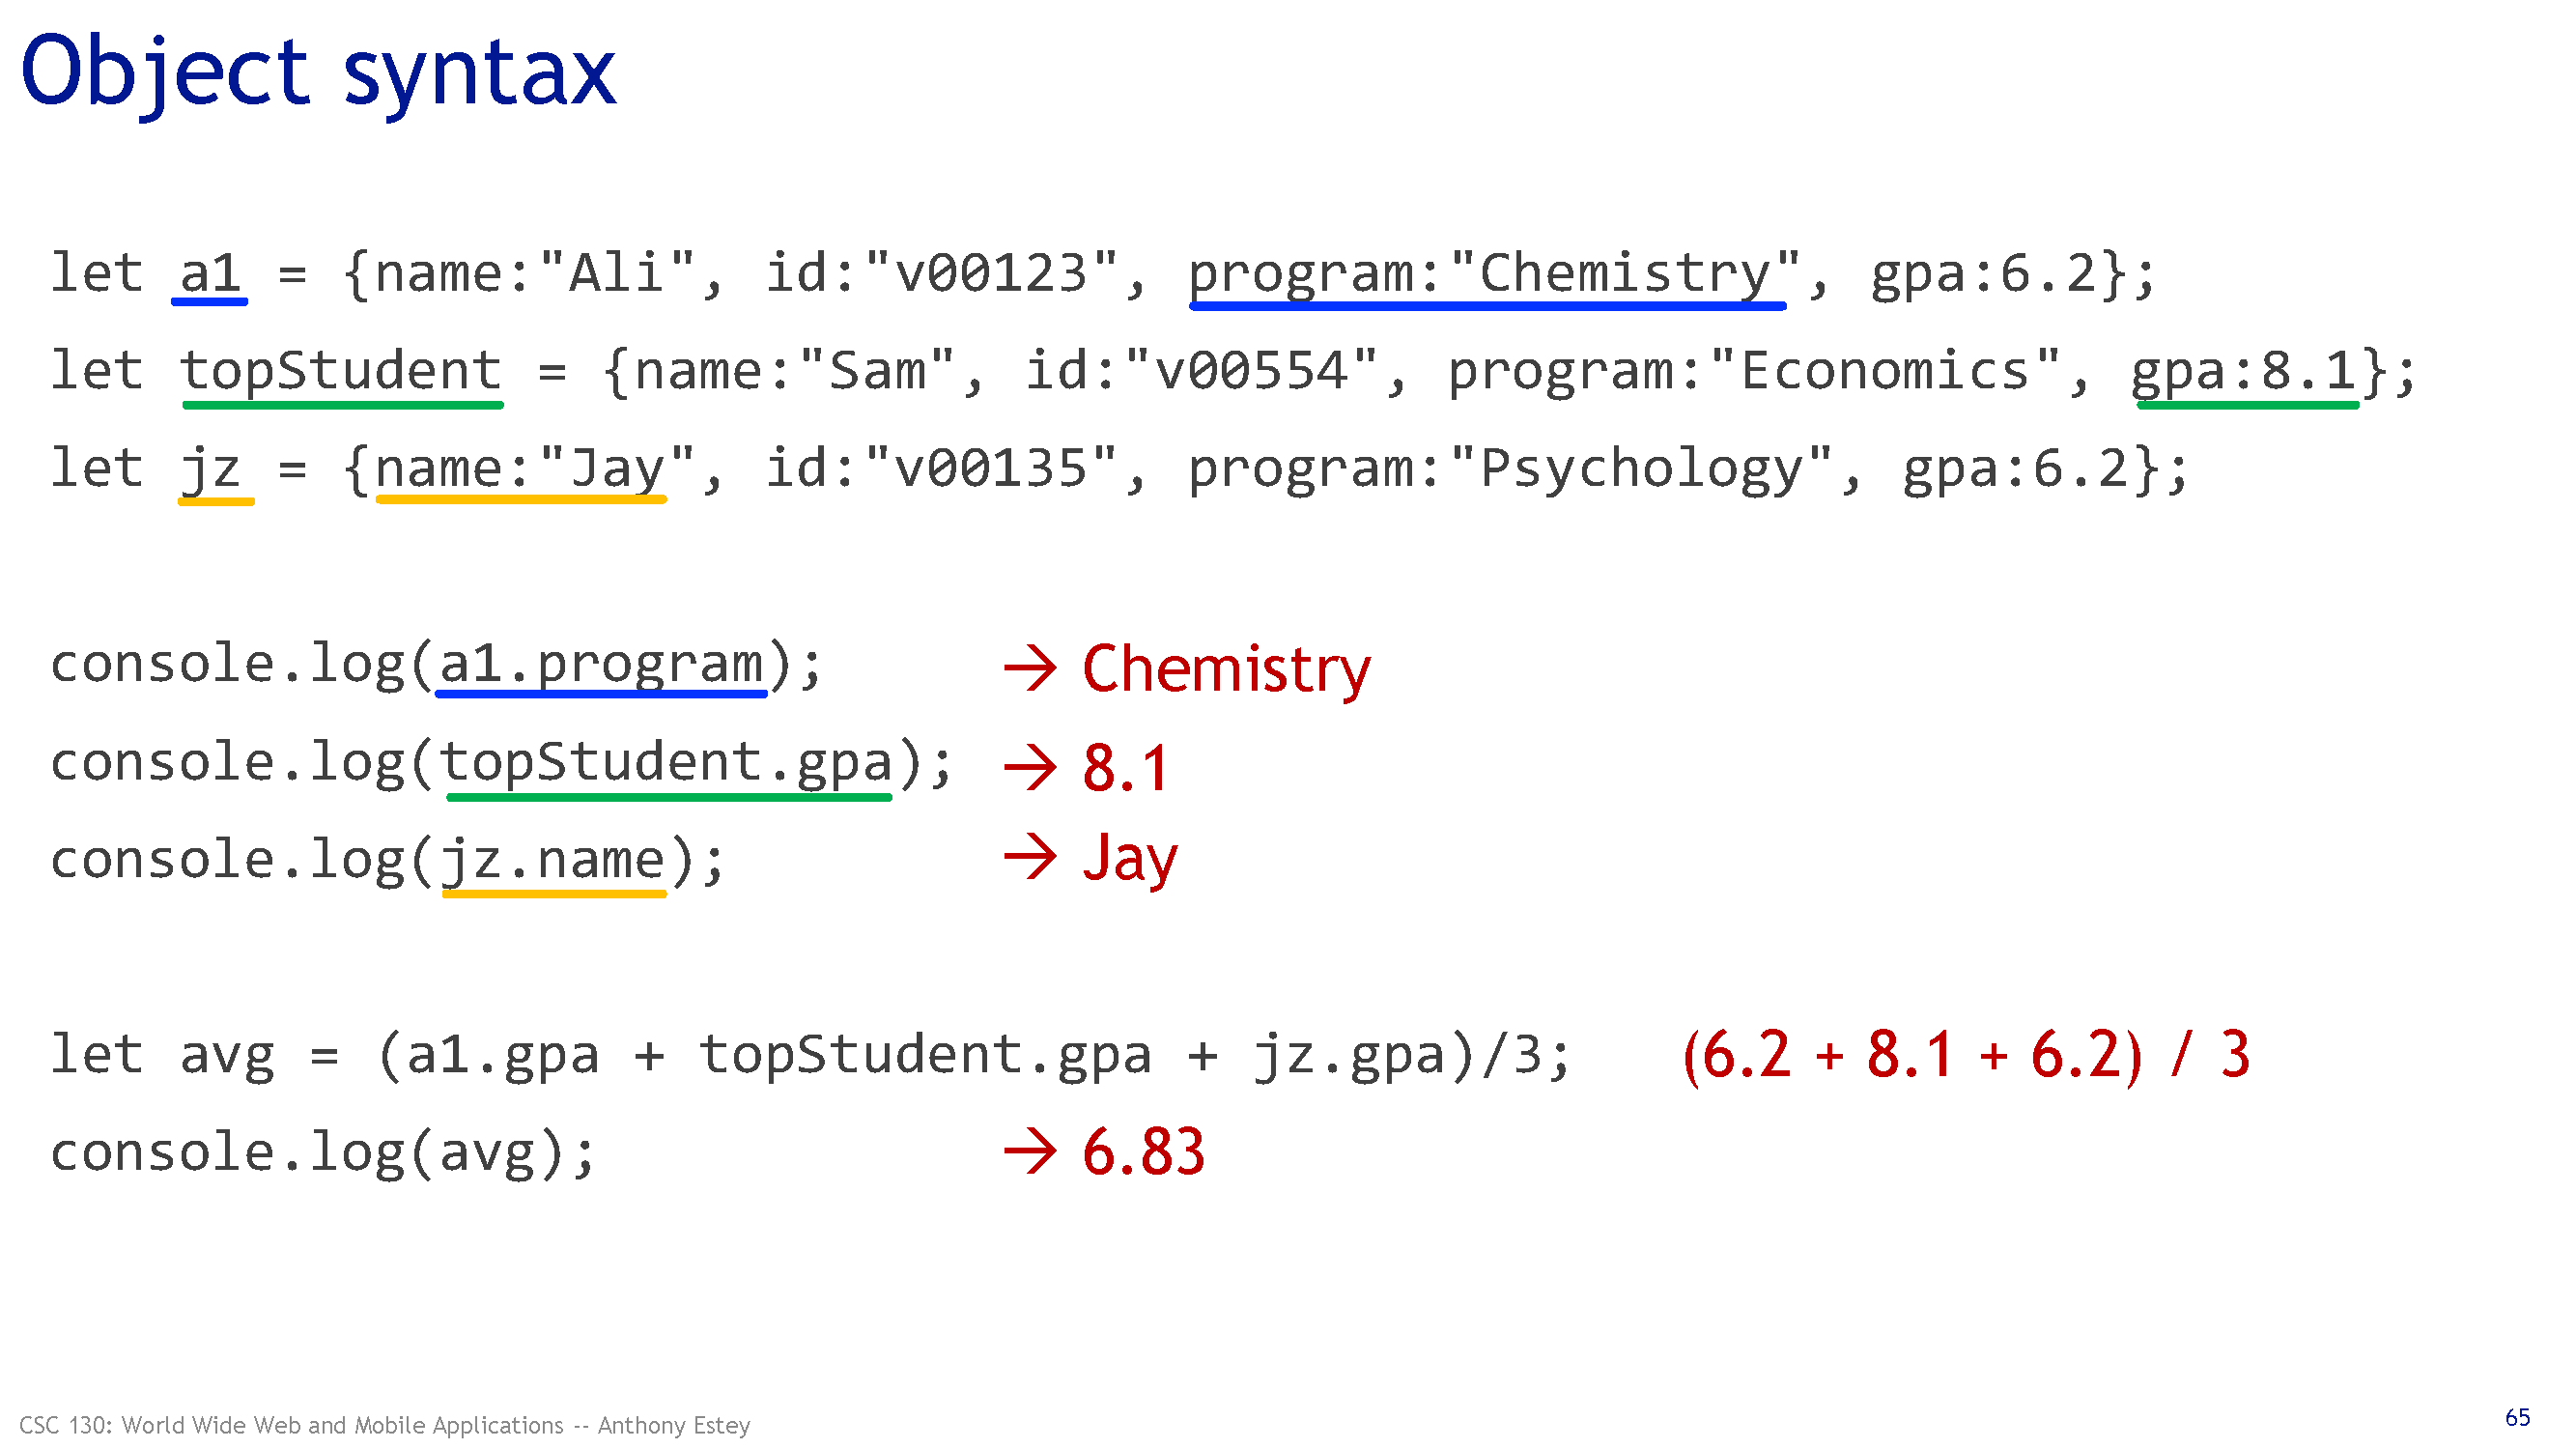 Object syntax
let a1 = {name:"Ali", id:"v00123", program:"Chemistry", gpa:6.2};
let topStudent = {name:"Sam", id:"v00554", program:"Economics", gpa:8.1};
let jz = {name:"Jay", id:"v00135", program:"Psychology", gpa:6.2};
console.log(a1.program); → Chemistry
console.log(topStudent.gpa); → 8.1
console.log(jz.name); → Jay
let avg = (a1.gpa + topStudent.gpa + jz.gpa)/3; (6.2 + 8.1 + 6.2) / 3
console.log(avg); → 6.83
CSC 130: World Wide Web and Mobile Applications -- Anthony Estey 65